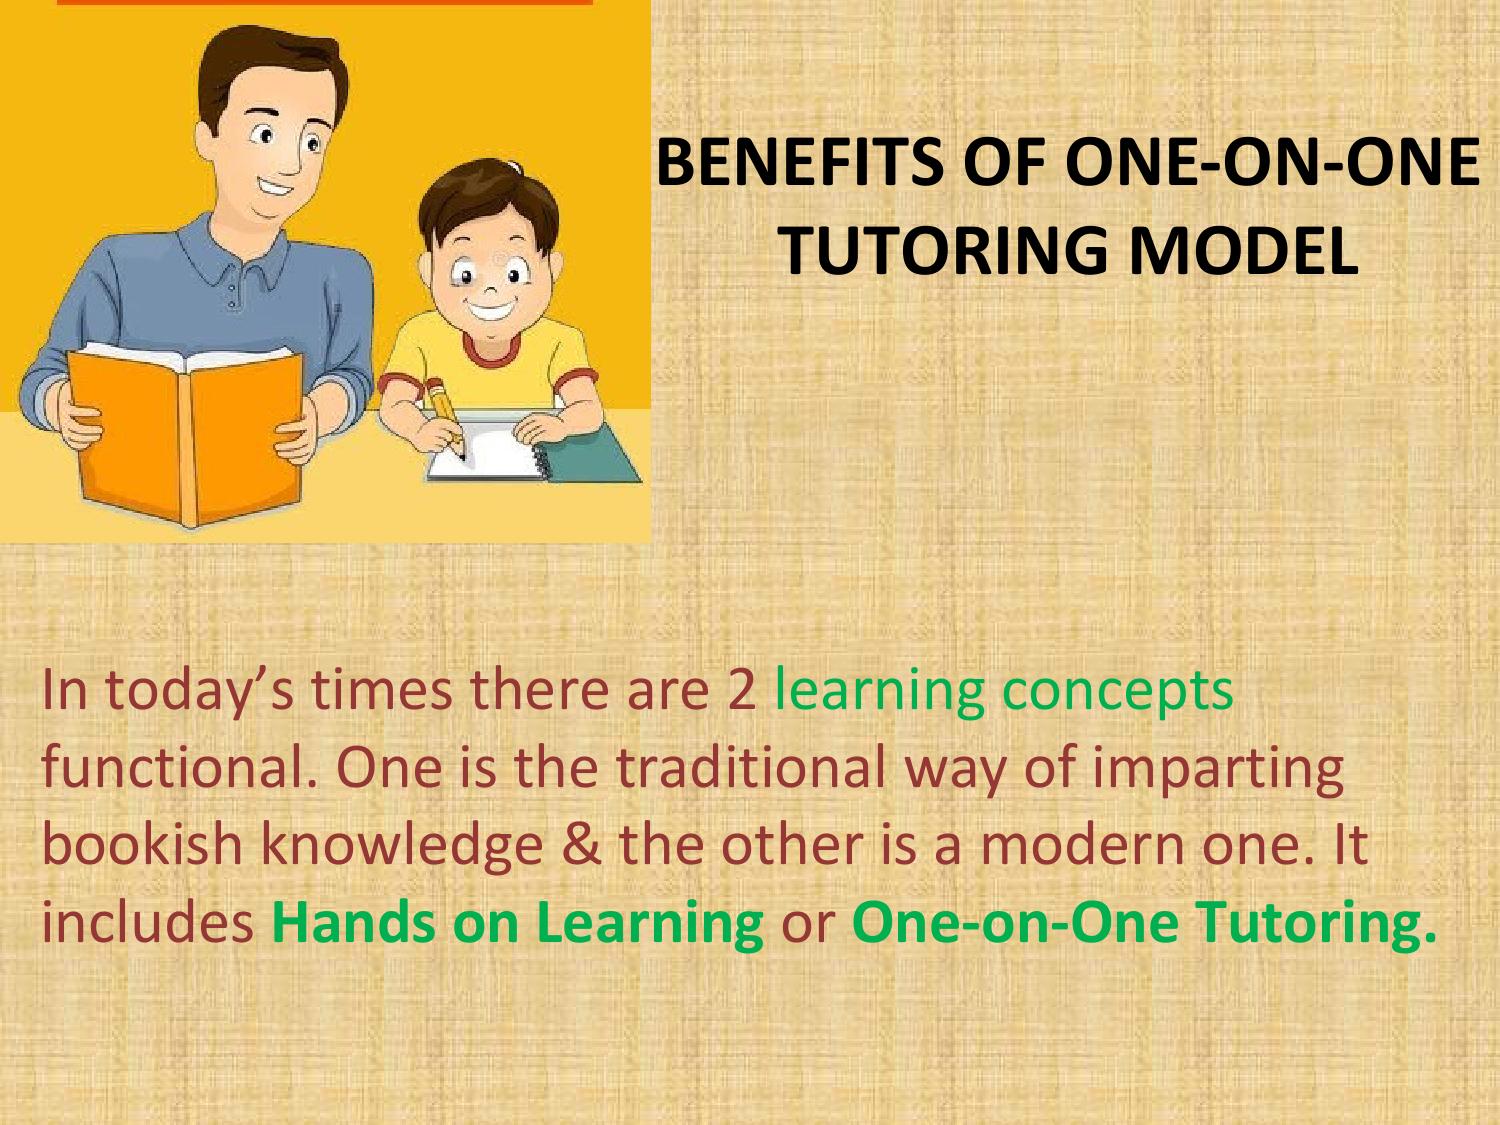 BENEFITS OF ONE-ON-ONE
TUTORING MODEL
In today’s times there are 2 learning concepts
functional. One is the traditional way of imparting
bookish knowledge & the other is a modern one. It
includes Hands on Learning or One-on-One Tutoring.